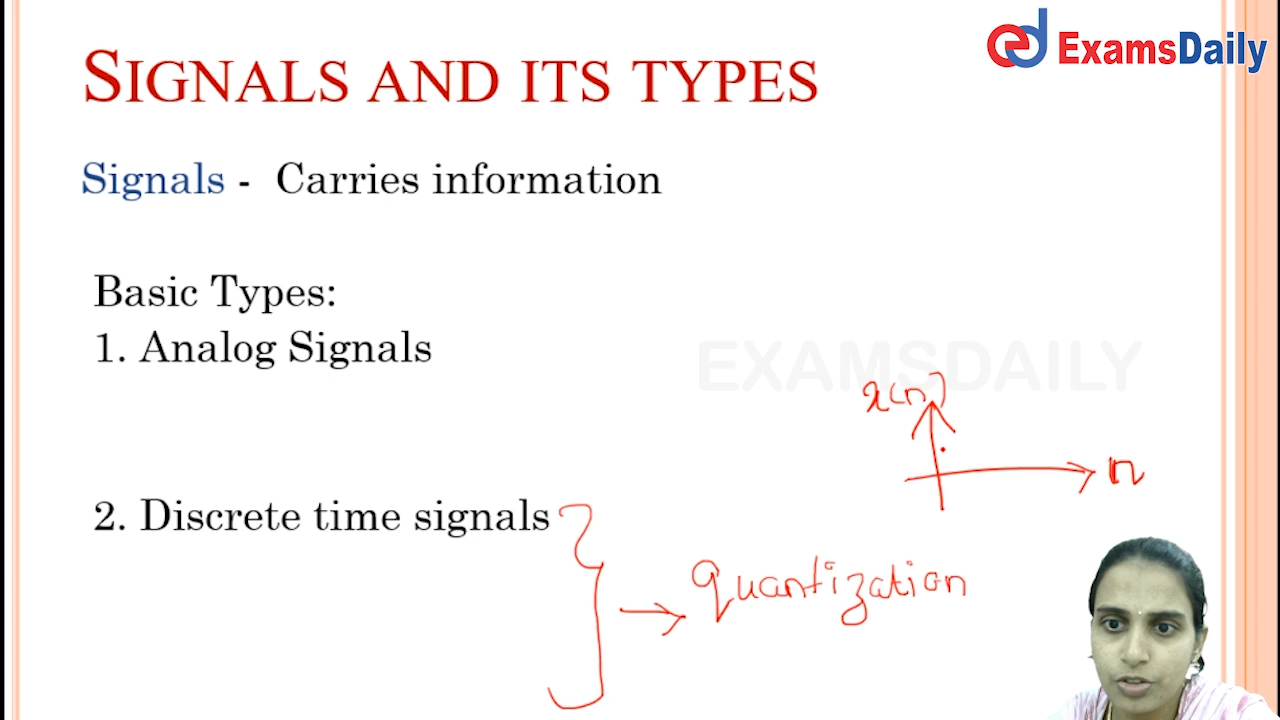 SIGNALS AND ITS TYPES
ExamsDaily
Signals - Carries information
Basic Types:
1. Analog Signals
EXAMSDAILY
x(n)
n
2. Discrete time signals
quantization